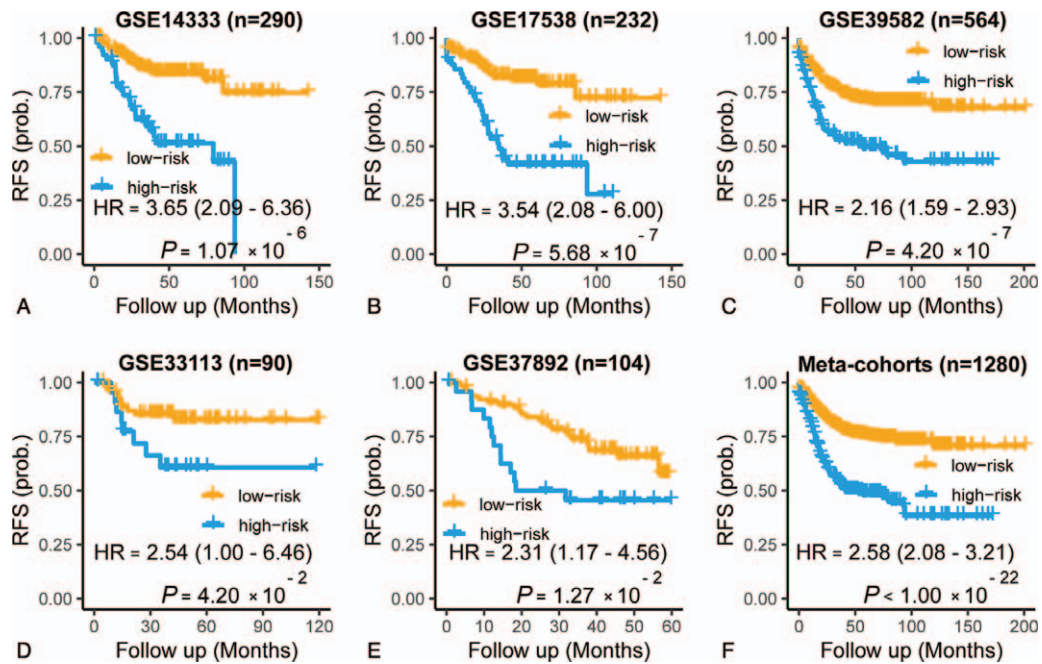 GSE14333 (n=290)
1.00
0.75
0.50
0.25
0.00
RFS (prob.)
low-risk
high-risk
HR = 3.65 (2.09 - 6.36)
P = 1.07 × 10 - 6
0 50 100 150
A Follow up (Months)
GSE17538 (n=232)
1.00
0.75
0.50
0.25
0.00
RFS (prob.)
low-risk
high-risk
HR = 3.54 (2.08 - 6.00)
P = 5.68 × 10 - 7
0 50 100 150
B Follow up (Months)
GSE39582 (n=564)
1.00
0.75
0.50
0.25
0.00
RFS (prob.)
low-risk
high-risk
HR = 2.16 (1.59 - 2.93)
P = 4.20 × 10 - 7
0 50 100 150 200
C Follow up (Months)
GSE33113 (n=90)
1.00
0.75
0.50
0.25
0.00
RFS (prob.)
low-risk
high-risk
HR = 2.54 (1.00 - 6.46)
P = 4.20 × 10 - 2
0 30 60 90 120
D Follow up (Months)
GSE37892 (n=104)
1.00
0.75
0.50
0.25
0.00
RFS (prob.)
low-risk
high-risk
HR = 2.31 (1.17 - 4.56)
P = 1.27 × 10 - 2
0 10 20 30 40 50 60
E Follow up (Months)
Meta-cohorts (n=1280)
1.00
0.75
0.50
0.25
0.00
RFS (prob.)
low-risk
high-risk
HR = 2.58 (2.08 - 3.21)
P < 1.00 × 10 - 22
0 50 100 150 200
F Follow up (Months)